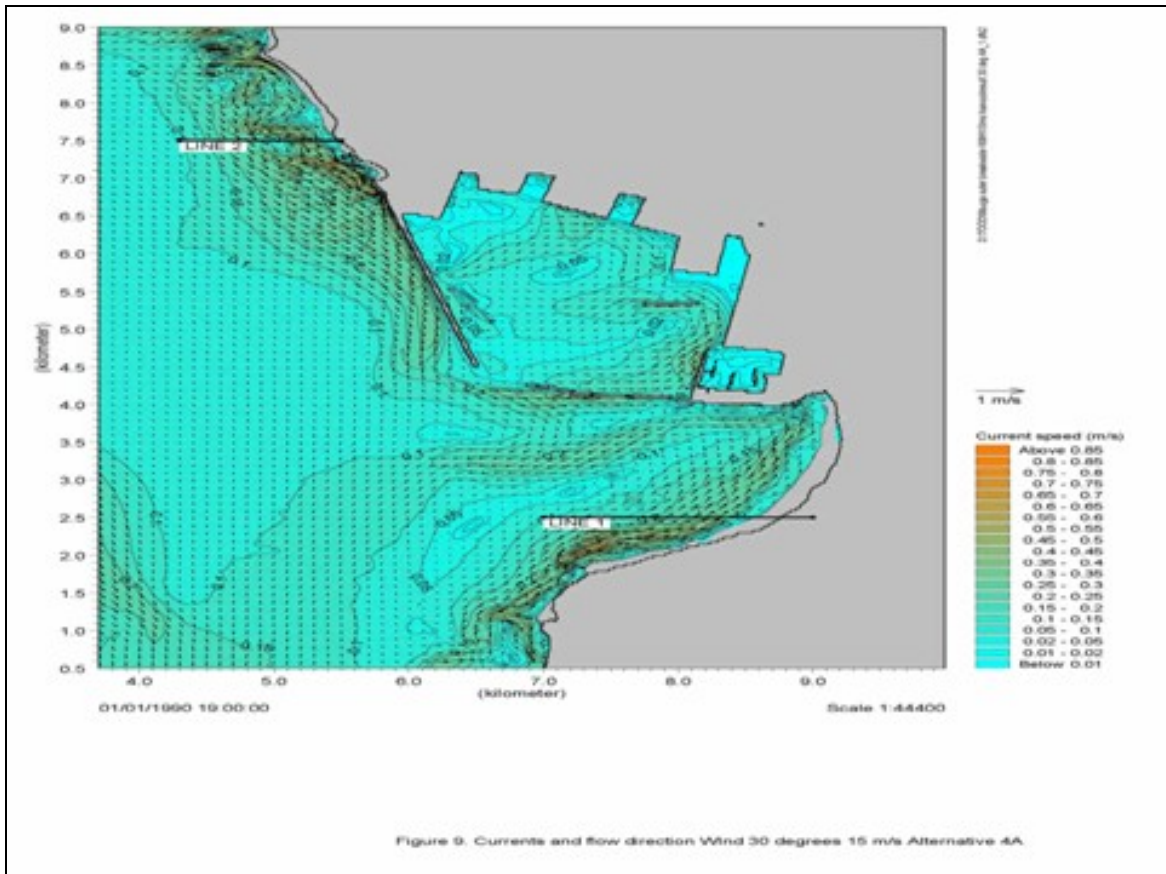 9.0
8.5
8.0
7.5
7.0
6.5
6.0
5.5
5.0
4.5
4.0
3.5
3.0
2.5
2.0
1.5
1.0
0.5
(kilometer)
LINE 2
LINE 1
4.0 5.0 6.0 7.0 8.0 9.0
(kilometer)
01/01/1990 19:00:00
Scale 1:44400
1 m/s
Current speed (m/s)
Above 0.85
0.8 - 0.85
0.75 - 0.8
0.7 - 0.75
0.65 - 0.7
0.6 - 0.65
0.55 - 0.6
0.5 - 0.55
0.45 - 0.5
0.4 - 0.45
0.35 - 0.4
0.3 - 0.35
0.25 - 0.3
0.2 - 0.25
0.15 - 0.2
0.1 - 0.15
0.05 - 0.1
0.02 - 0.05
0.01 - 0.02
Below 0.01
Figure 9. Currents and flow direction Wind 30 degrees 15 m/s Alternative 4A